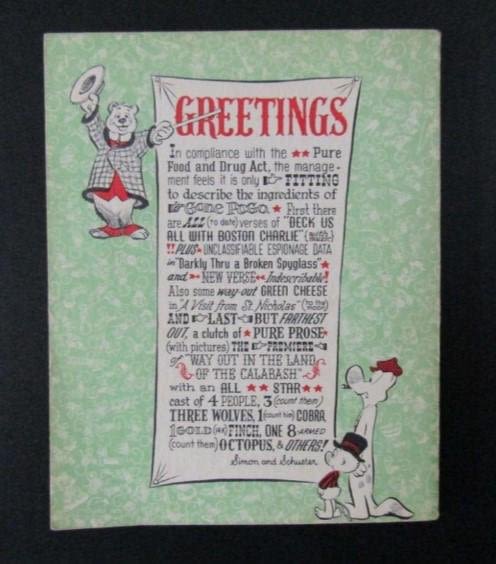 GREETINGS
In compliance with the ★★ Pure
Food and Drug Act, the manage-
ment feels it is only FITTING
to describe the ingredients of
Gone Pogo. ★ First there
are ALL (to date) verses of "DECK US
ALL WITH BOSTON CHARLIE"
!! PLUS ★ UNCLASSIFIABLE ESPIONAGE DATA
in "Darkly Thru a Broken Spyglass" ★
and NEW VERSE Indescribable!
Also some way-out GREEN CHEESE
in "A Visit from St. Nicholas" (to the moon)
AND LAST BUT FARTHEST
OUT, a clutch of ★ PURE PROSE
(with pictures) THE PREMIERE
of "WAY OUT IN THE LAND
OF THE CALABASH"
with an ALL ★★ STAR ★★
cast of 4 PEOPLE, 3 (count them)
THREE WOLVES, 1 (count him) COBRA
1 GOLD FINCH, ONE 8-ARMED
(count them) OCTOPUS, & OTHERS!
Simon and Schuster